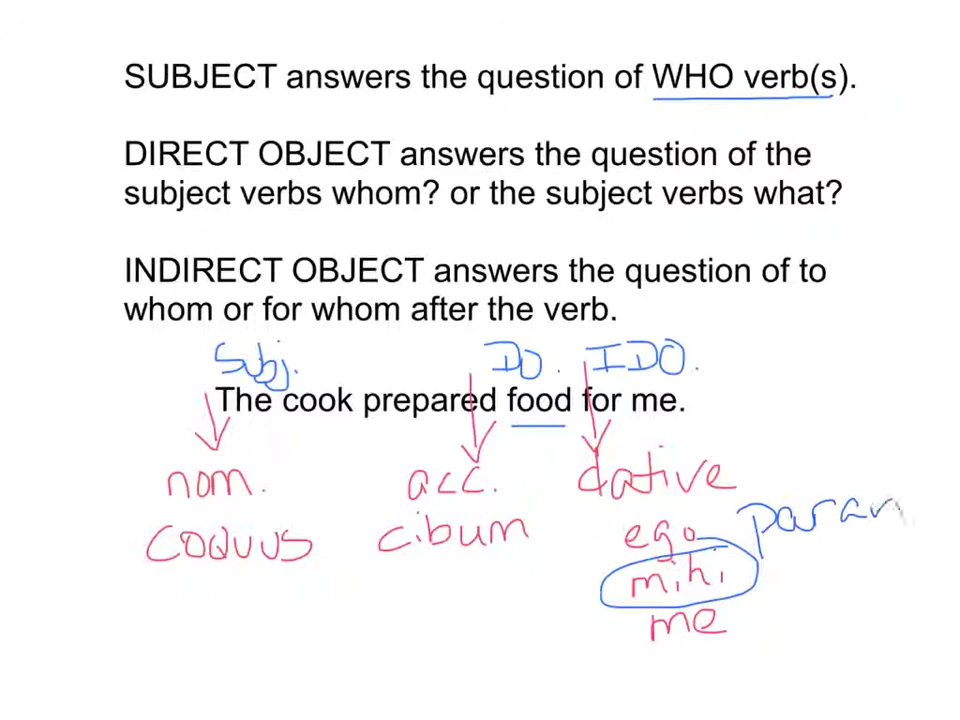 SUBJECT answers the question of WHO verb(s).
DIRECT OBJECT answers the question of the
subject verbs whom? or the subject verbs what?
INDIRECT OBJECT answers the question of to
whom or for whom after the verb.
Subj. DO. IDO.
The cook prepared food for me.
nom. acc. dative
coquus cibum ego parav
mihi
me